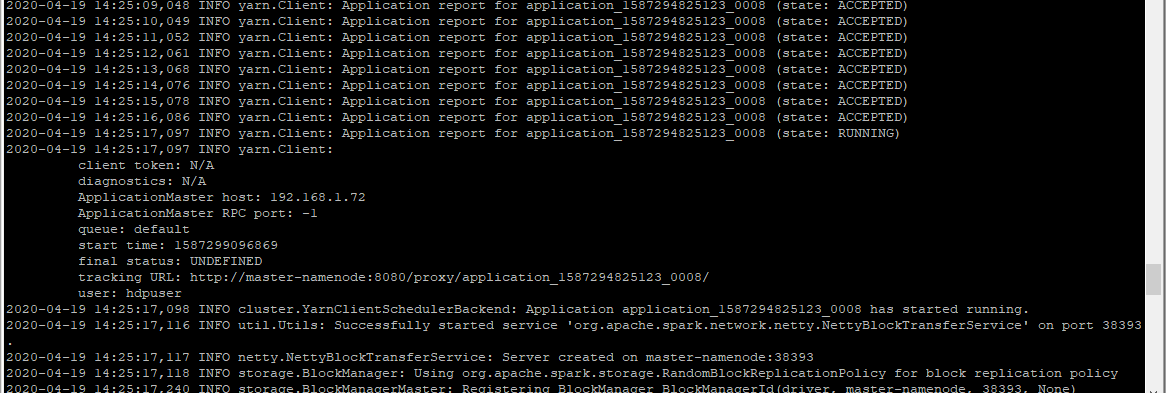 2020-04-19 14:25:09,048 INFO yarn.Client: Application report for application_1587294825123_0008 (state: ACCEPTED)
2020-04-19 14:25:10,049 INFO yarn.Client: Application report for application_1587294825123_0008 (state: ACCEPTED)
2020-04-19 14:25:11,052 INFO yarn.Client: Application report for application_1587294825123_0008 (state: ACCEPTED)
2020-04-19 14:25:12,061 INFO yarn.Client: Application report for application_1587294825123_0008 (state: ACCEPTED)
2020-04-19 14:25:13,068 INFO yarn.Client: Application report for application_1587294825123_0008 (state: ACCEPTED)
2020-04-19 14:25:14,076 INFO yarn.Client: Application report for application_1587294825123_0008 (state: ACCEPTED)
2020-04-19 14:25:15,078 INFO yarn.Client: Application report for application_1587294825123_0008 (state: ACCEPTED)
2020-04-19 14:25:16,086 INFO yarn.Client: Application report for application_1587294825123_0008 (state: ACCEPTED)
2020-04-19 14:25:17,097 INFO yarn.Client: Application report for application_1587294825123_0008 (state: RUNNING)
2020-04-19 14:25:17,097 INFO yarn.Client:
client token: N/A
diagnostics: N/A
ApplicationMaster host: 192.168.1.72
ApplicationMaster RPC port: -1
queue: default
start time: 1587299096869
final status: UNDEFINED
tracking URL: http://master-namenode:8080/proxy/application_1587294825123_0008/
user: hdpuser
2020-04-19 14:25:17,098 INFO cluster.YarnClientSchedulerBackend: Application application_1587294825123_0008 has started running.
2020-04-19 14:25:17,116 INFO util.Utils: Successfully started service 'org.apache.spark.network.netty.NettyBlockTransferService' on port 38393
.
2020-04-19 14:25:17,117 INFO netty.NettyBlockTransferService: Server created on master-namenode:38393
2020-04-19 14:25:17,118 INFO storage.BlockManager: Using org.apache.spark.storage.RandomBlockReplicationPolicy for block replication policy
2020-04-19 14:25:17,240 INFO storage.BlockManagerMaster: Registering BlockManager BlockManagerId(driver, master-namenode, 38393, None)